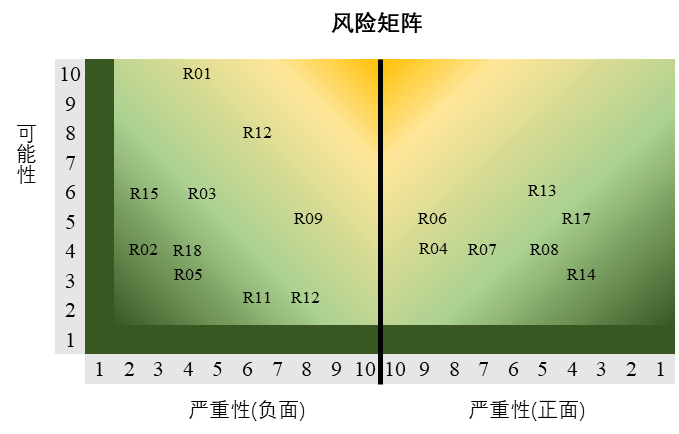 风险矩阵
可能性
10 R01
9
8 R12
7
6 R15 R03 R13
5 R09 R06 R17
4 R02 R18 R04 R07 R08
3 R05 R14
2 R11 R12
1
1 2 3 4 5 6 7 8 9 10 10 9 8 7 6 5 4 3 2 1
严重性(负面) 严重性(正面)